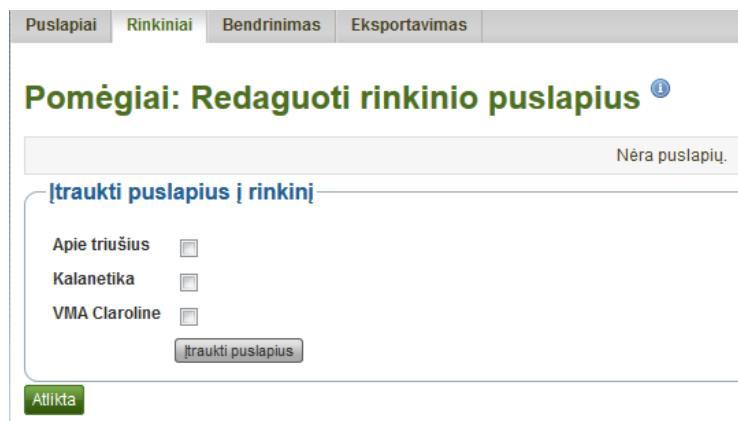 Puslapiai Rinkiniai Bendrinimas Eksportavimas
Pomėgiai: Redaguoti rinkinio puslapius
Nėra puslapių.
Įtraukti puslapius į rinkinį
Apie triušius
Kalanetika
VMA Claroline
Įtraukti puslapius
Atlikta